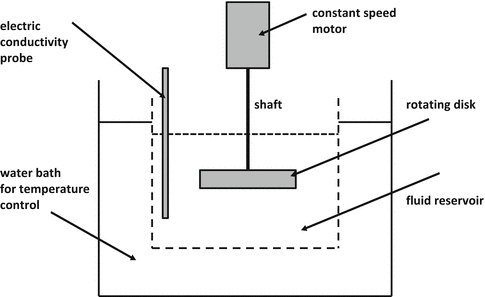 electric
conductivity
probe
constant speed
motor
shaft
rotating disk
water bath
for temperature
control
fluid reservoir